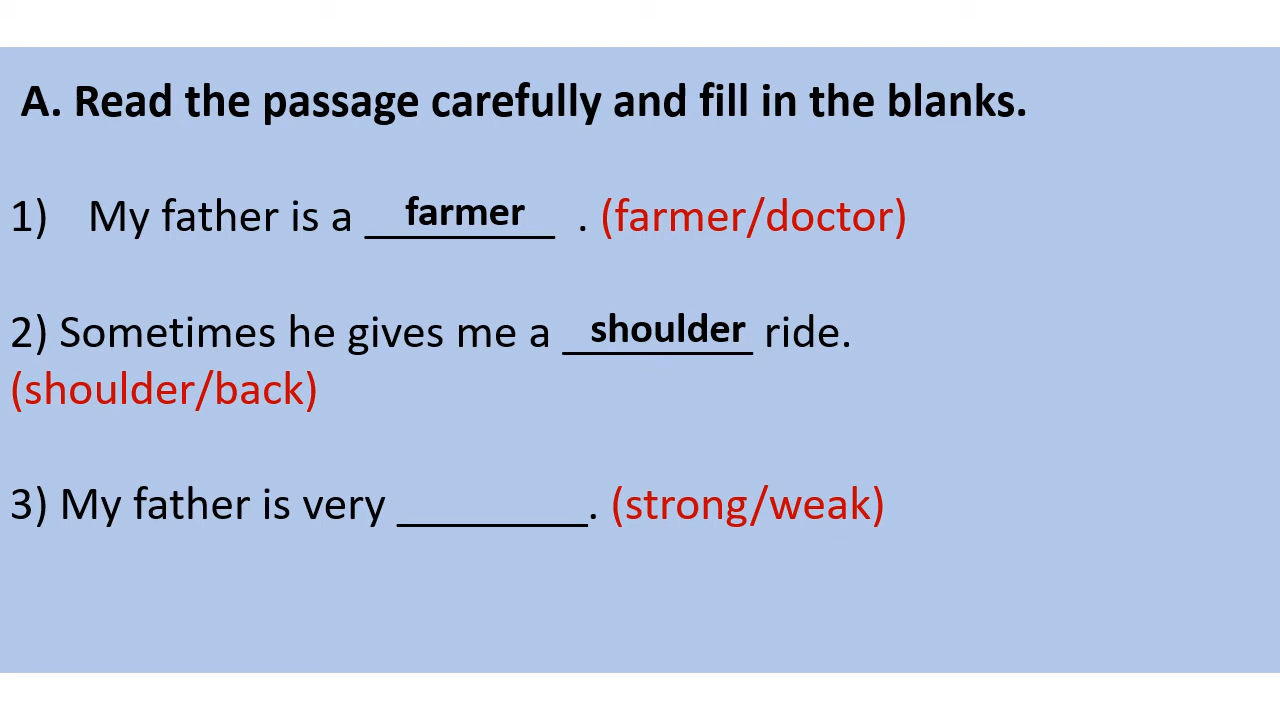 A. Read the passage carefully and fill in the blanks.
1) My father is a farmer . (farmer/doctor)
2) Sometimes he gives me a shoulder ride.
(shoulder/back)
3) My father is very _________. (strong/weak)